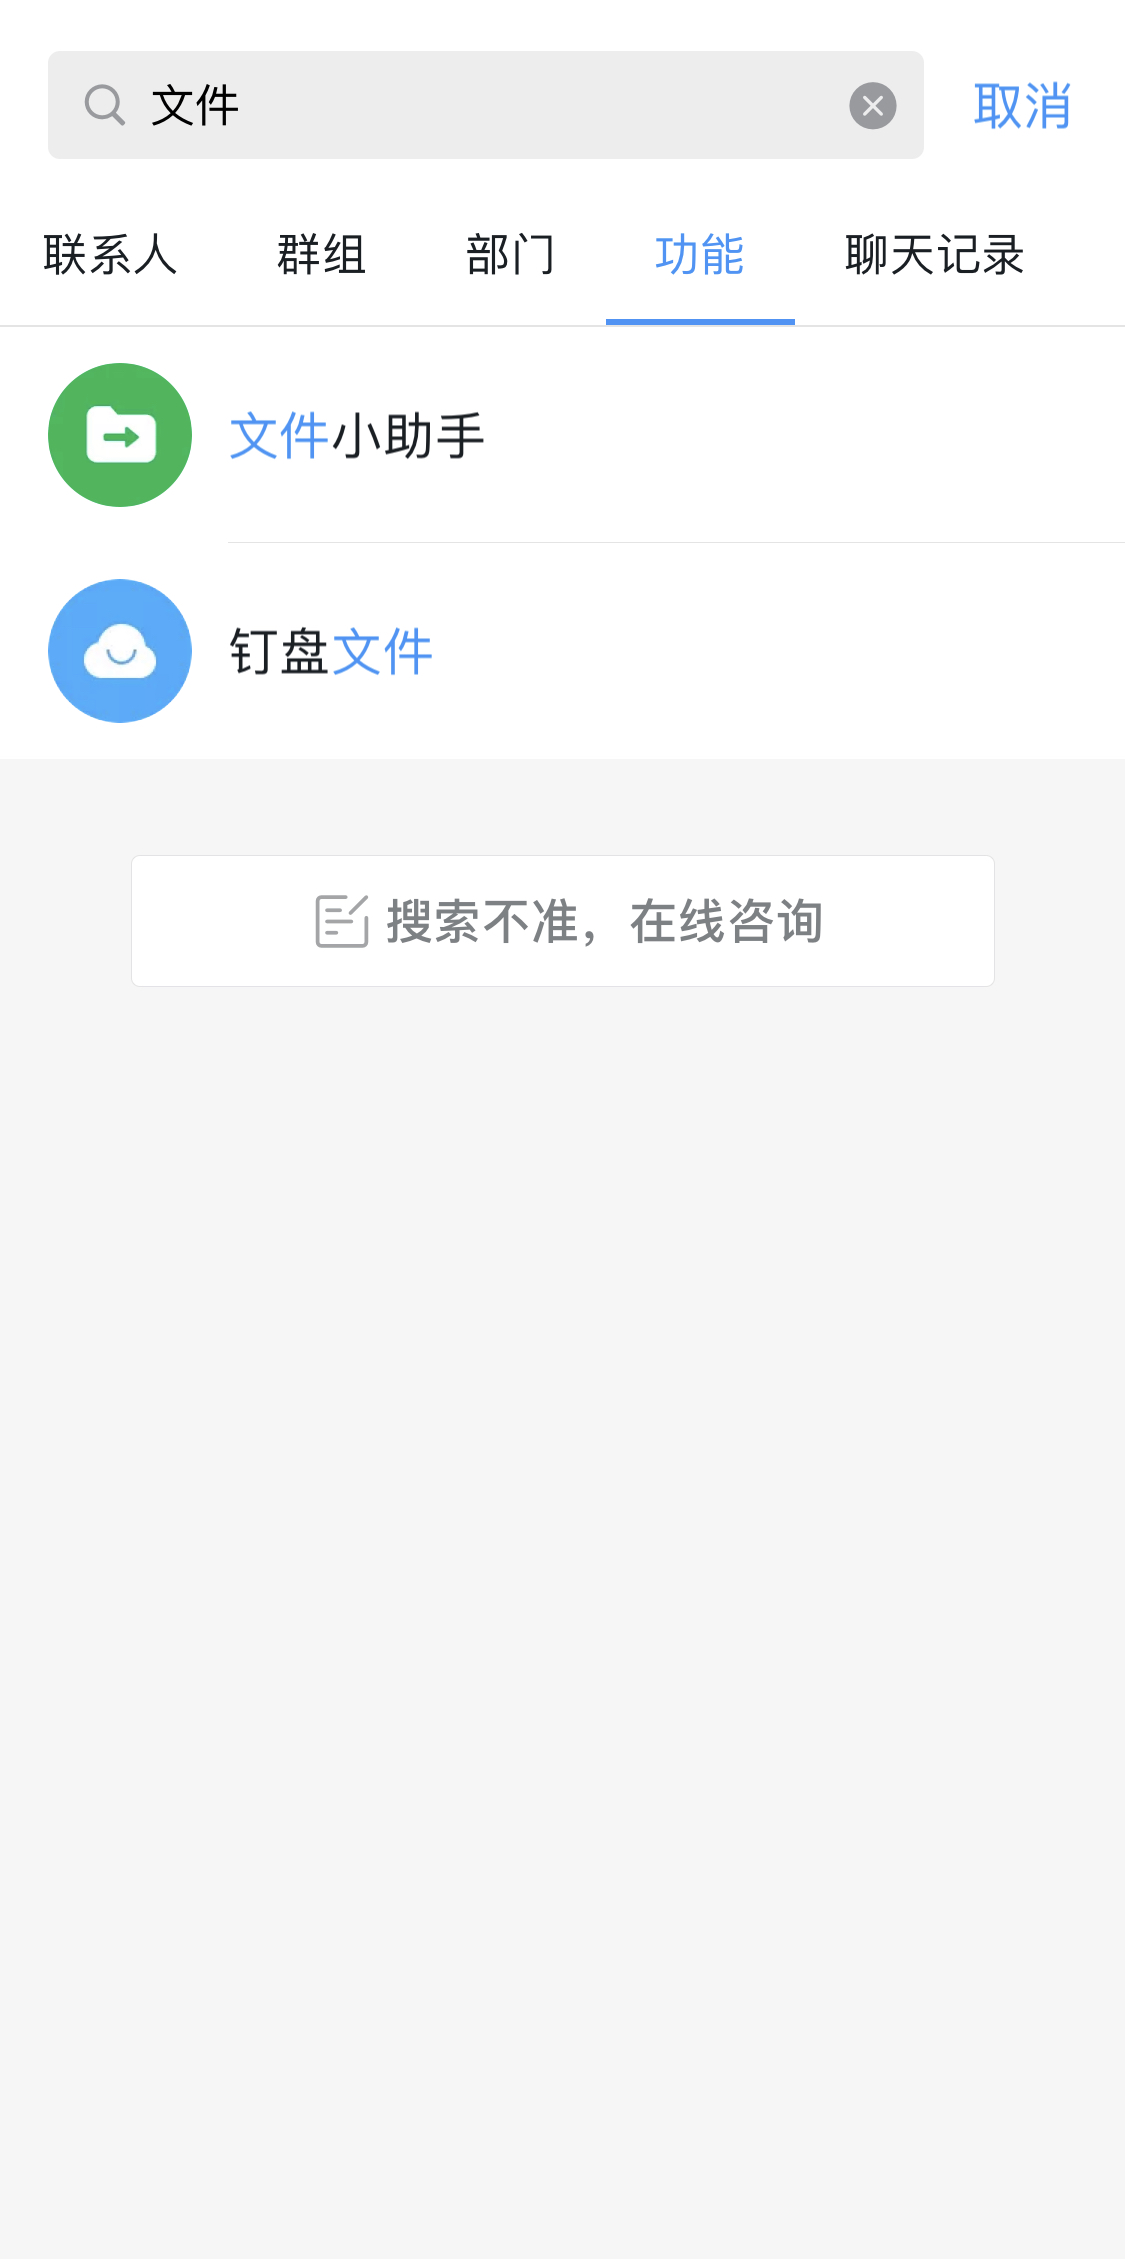 文件
取消
联系人 群组 部门 功能 聊天记录
文件小助手
钉盘文件
搜索不准，在线咨询